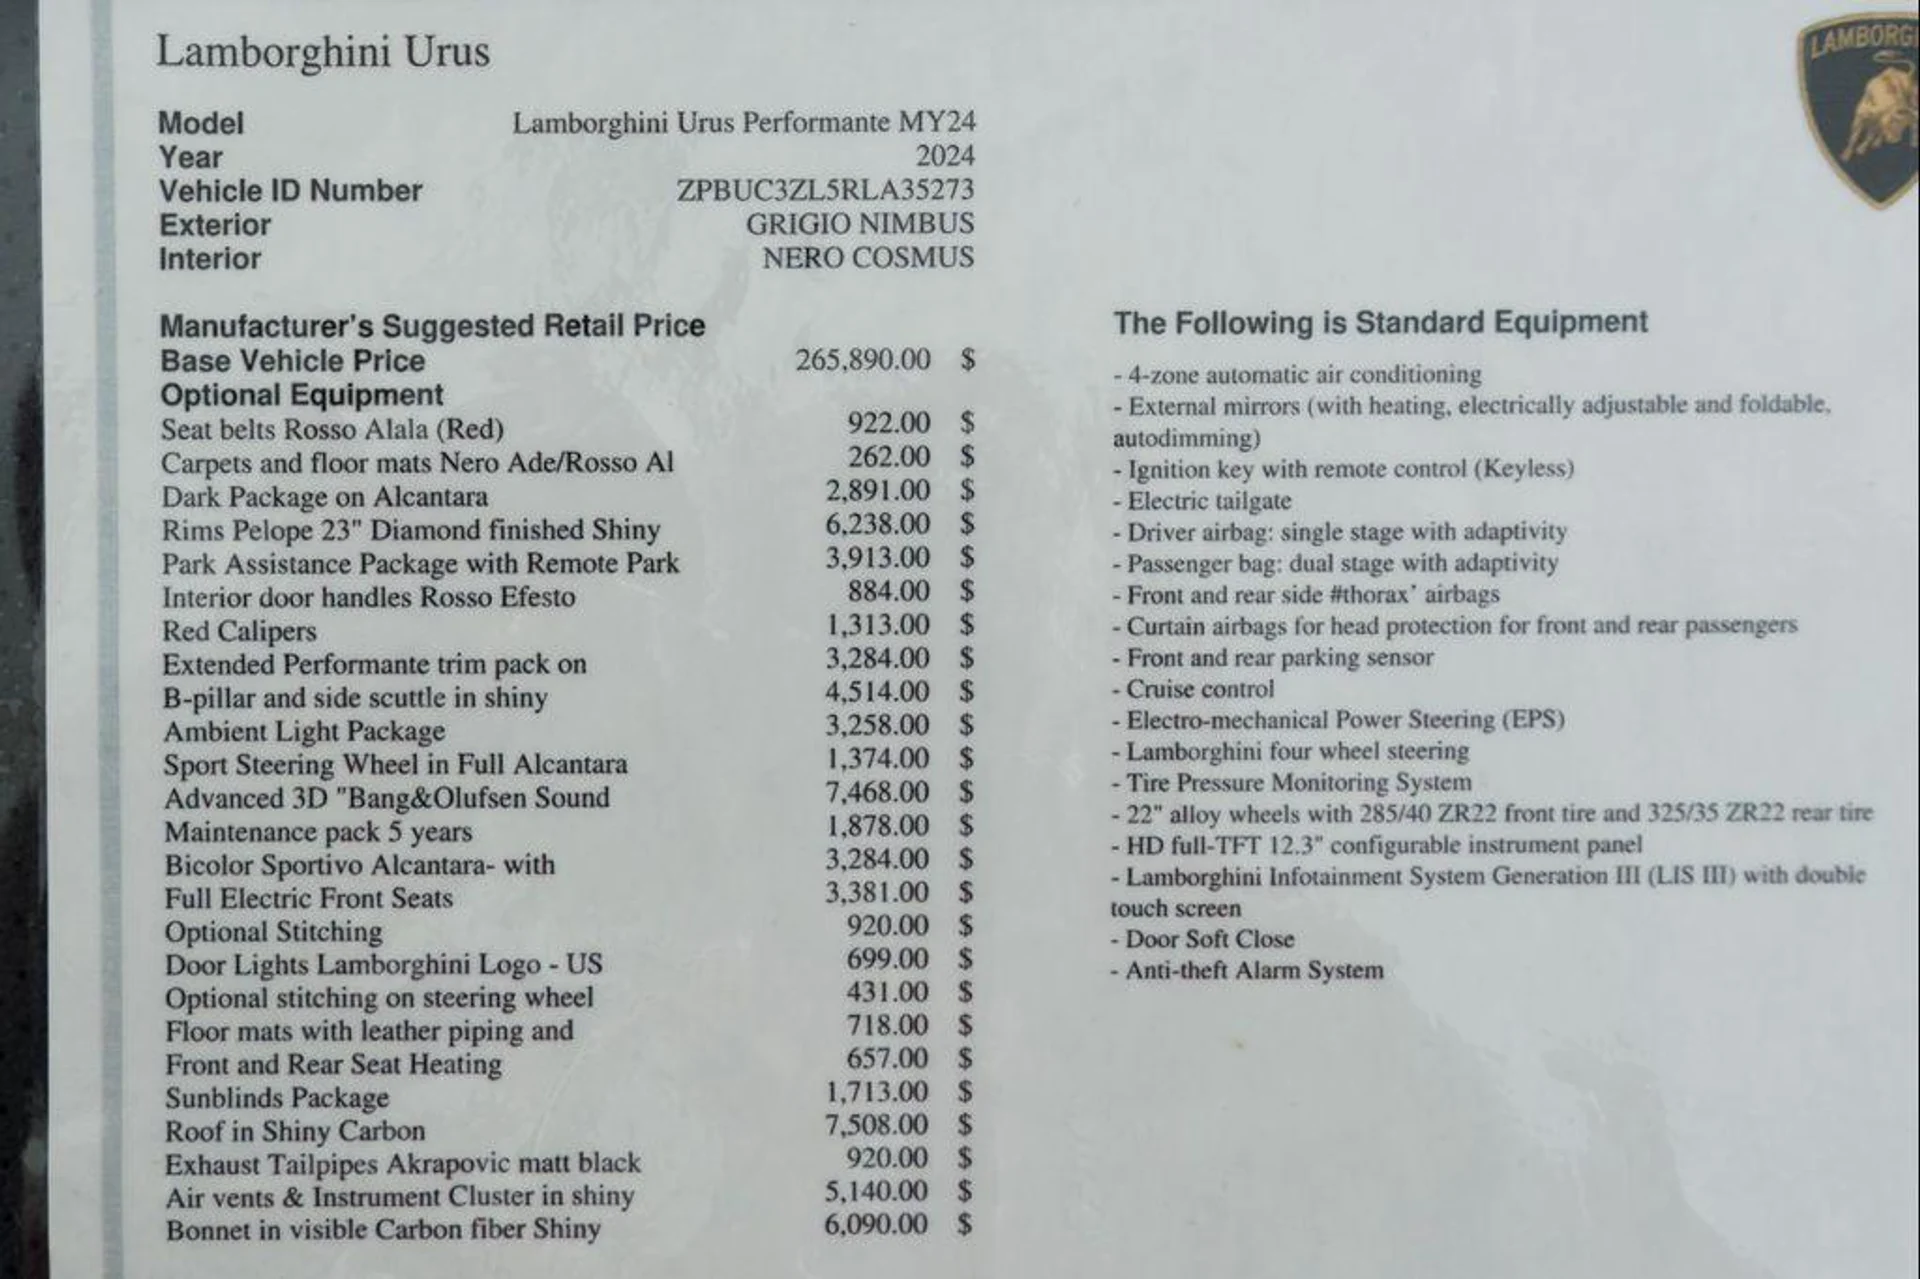 Lamborghini Urus
LAMBORGHI
Model Lamborghini Urus Performante MY24
Year 2024
Vehicle ID Number ZPBUC3ZL5RLA35273
Exterior GRIGIO NIMBUS
Interior NERO COSMUS
Manufacturer's Suggested Retail Price
Base Vehicle Price 265,890.00 $
Optional Equipment
Seat belts Rosso Alala (Red) 922.00 $
Carpets and floor mats Nero Ade/Rosso Al 262.00 $
Dark Package on Alcantara 2,891.00 $
Rims Pelope 23" Diamond finished Shiny 6,238.00 $
Park Assistance Package with Remote Park 3,913.00 $
Interior door handles Rosso Efesto 884.00 $
Red Calipers 1,313.00 $
Extended Performante trim pack on 3,284.00 $
B-pillar and side scuttle in shiny 4,514.00 $
Ambient Light Package 3,258.00 $
Sport Steering Wheel in Full Alcantara 1,374.00 $
Advanced 3D "Bang&Olufsen Sound 7,468.00 $
Maintenance pack 5 years 1,878.00 $
Bicolor Sportivo Alcantara- with 3,284.00 $
Full Electric Front Seats 3,381.00 $
Optional Stitching 920.00 $
Door Lights Lamborghini Logo - US 699.00 $
Optional stitching on steering wheel 431.00 $
Floor mats with leather piping and 718.00 $
Front and Rear Seat Heating 657.00 $
Sunblinds Package 1,713.00 $
Roof in Shiny Carbon 7,508.00 $
Exhaust Tailpipes Akrapovic matt black 920.00 $
Air vents & Instrument Cluster in shiny 5,140.00 $
Bonnet in visible Carbon fiber Shiny 6,090.00 $
The Following is Standard Equipment
- 4-zone automatic air conditioning
- External mirrors (with heating, electrically adjustable and foldable,
autodimming)
- Ignition key with remote control (Keyless)
- Electric tailgate
- Driver airbag: single stage with adaptivity
- Passenger bag: dual stage with adaptivity
- Front and rear side #thorax' airbags
- Curtain airbags for head protection for front and rear passengers
- Front and rear parking sensor
- Cruise control
- Electro-mechanical Power Steering (EPS)
- Lamborghini four wheel steering
- Tire Pressure Monitoring System
- 22" alloy wheels with 285/40 ZR22 front tire and 325/35 ZR22 rear tire
- HD full-TFT 12.3" configurable instrument panel
- Lamborghini Infotainment System Generation III (LIS III) with double
touch screen
- Door Soft Close
- Anti-theft Alarm System